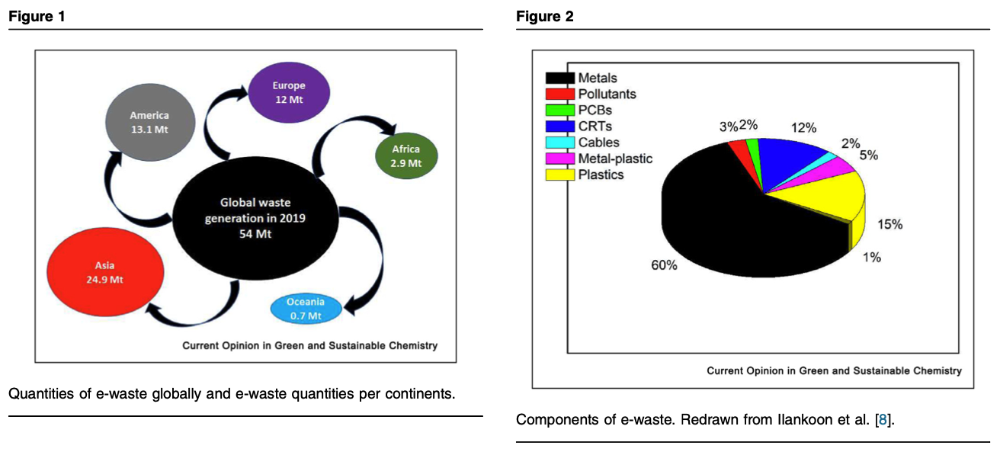 Figure 1
Europe
12 Mt
America
13.1 Mt
Africa
2.9 Mt
Global waste
generation in 2019
54 Mt
Asia
24.9 Mt
Oceania
0.7 Mt
Current Opinion in Green and Sustainable Chemistry
Quantities of e-waste globally and e-waste quantities per continents.
Figure 2
Metals
Pollutants
PCBs
CRTs
Cables
Metal-plastic
Plastics
3%
2%
12%
2%
5%
15%
1%
60%
Current Opinion in Green and Sustainable Chemistry
Components of e-waste. Redrawn from Ilankoon et al. [8].